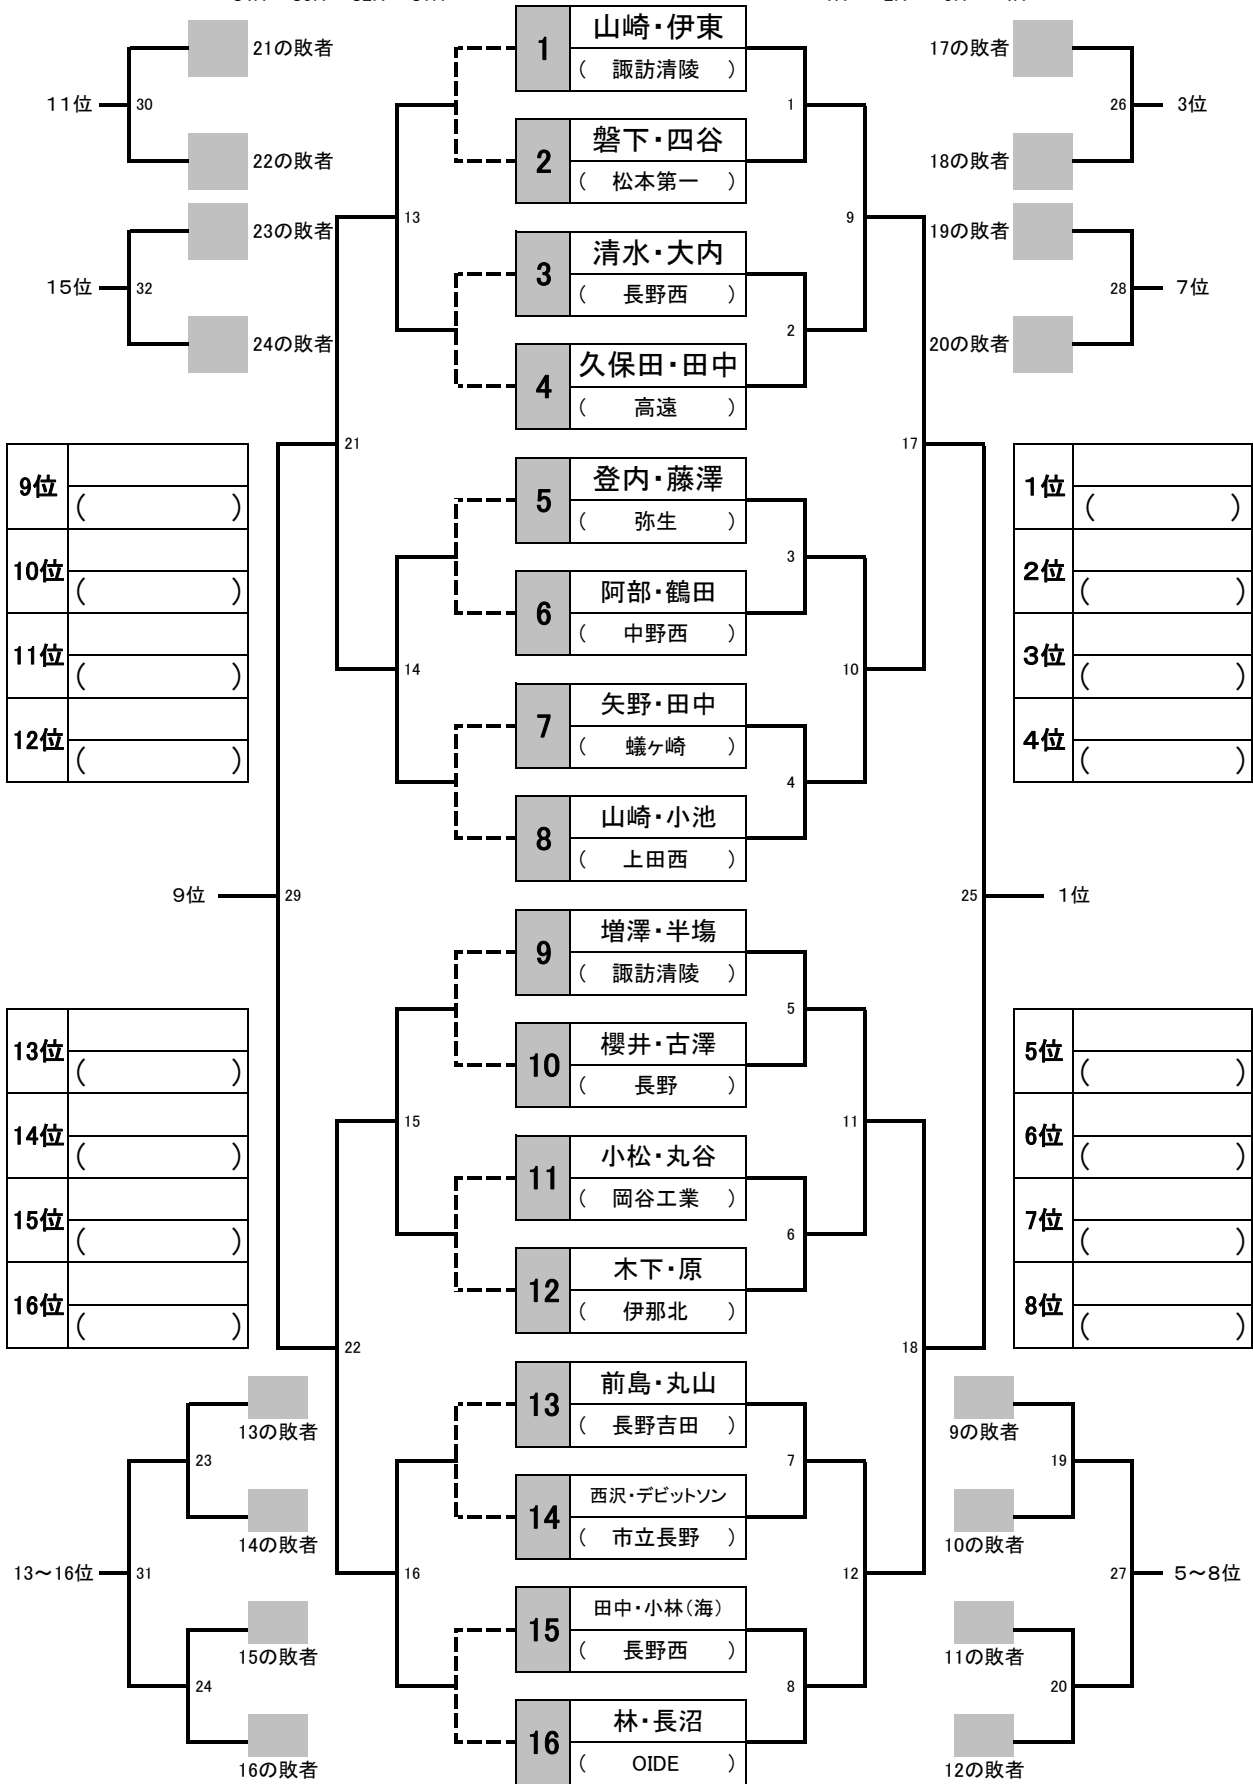 21の敗者
11位
30
22の敗者
23の敗者
15位
32
24の敗者
17の敗者
26
3位
18の敗者
19の敗者
28
7位
20の敗者
1
山崎・伊東
( 諏訪清陵 )
1
2
磐下・四谷
( 松本第一 )
13
9
3
清水・大内
( 長野西 )
2
4
久保田・田中
( 高遠 )
21
17
5
登内・藤澤
( 弥生 )
3
6
阿部・鶴田
( 中野西 )
14
10
7
矢野・田中
( 蟻ヶ崎 )
4
8
山崎・小池
( 上田西 )
9位
( )
10位
( )
11位
( )
12位
( )
1位
( )
2位
( )
3位
( )
4位
( )
9位
29
25
1位
9
増澤・半場
( 諏訪清陵 )
5
10
櫻井・古澤
( 長野 )
15
11
11
小松・丸谷
( 岡谷工業 )
6
12
木下・原
( 伊那北 )
22
18
13
前島・丸山
( 長野吉田 )
7
14
西沢・デビットソン
( 市立長野 )
16
12
15
田中・小林(海)
( 長野西 )
8
16
林・長沼
( OIDE )
13位
( )
14位
( )
15位
( )
16位
( )
5位
( )
6位
( )
7位
( )
8位
( )
13の敗者
23
14の敗者
13～16位
31
15の敗者
24
16の敗者
9の敗者
19
10の敗者
27
5～8位
11の敗者
20
12の敗者